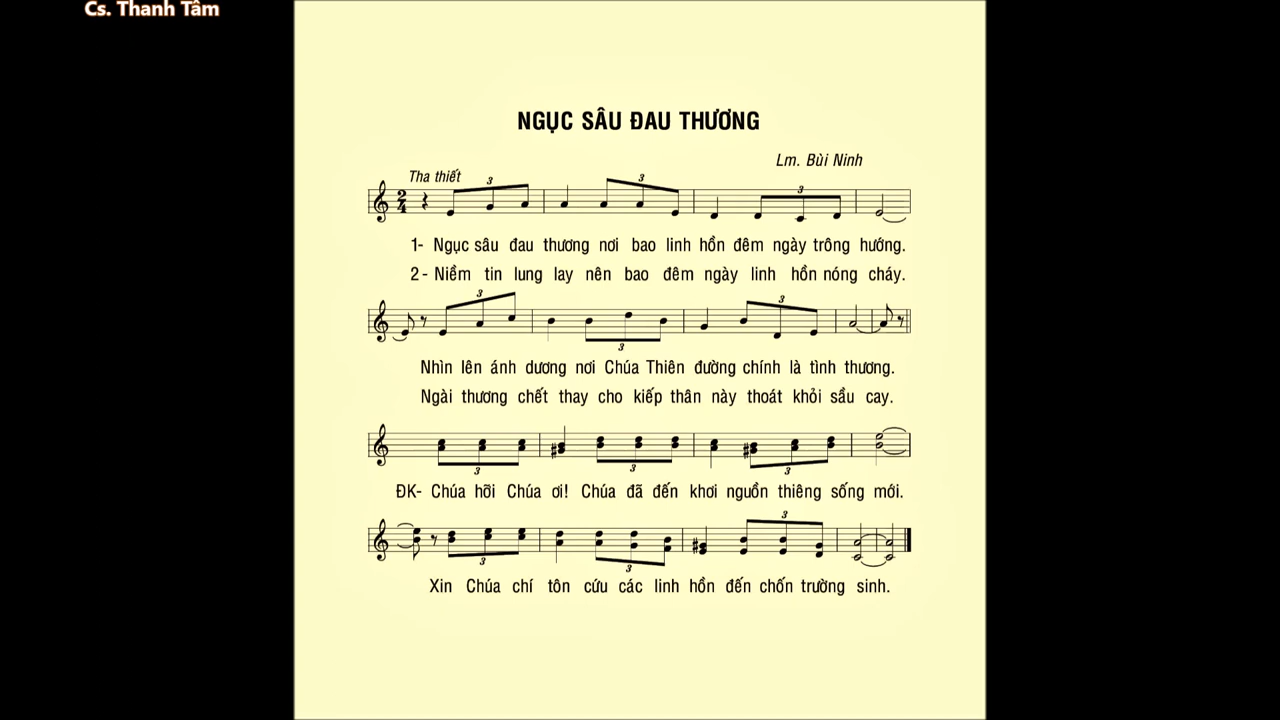 Cs. Thanh Tâm
NGỤC SÂU ĐAU THƯƠNG
Lm. Bùi Ninh
Tha thiết
1- Ngục sâu đau thương nơi bao linh hồn đêm ngày trông hướng.
2- Niềm tin lung lay nên bao đêm ngày linh hồn nóng cháy.
Nhìn lên ánh dương nơi Chúa Thiên đường chính là tình thương.
Ngài thương chết thay cho kiếp thân này thoát khỏi sầu cay.
ĐK- Chúa hỡi Chúa ơi! Chúa đã đến khơi nguồn thiêng sống mới.
Xin Chúa chí tôn cứu các linh hồn đến chốn trường sinh.